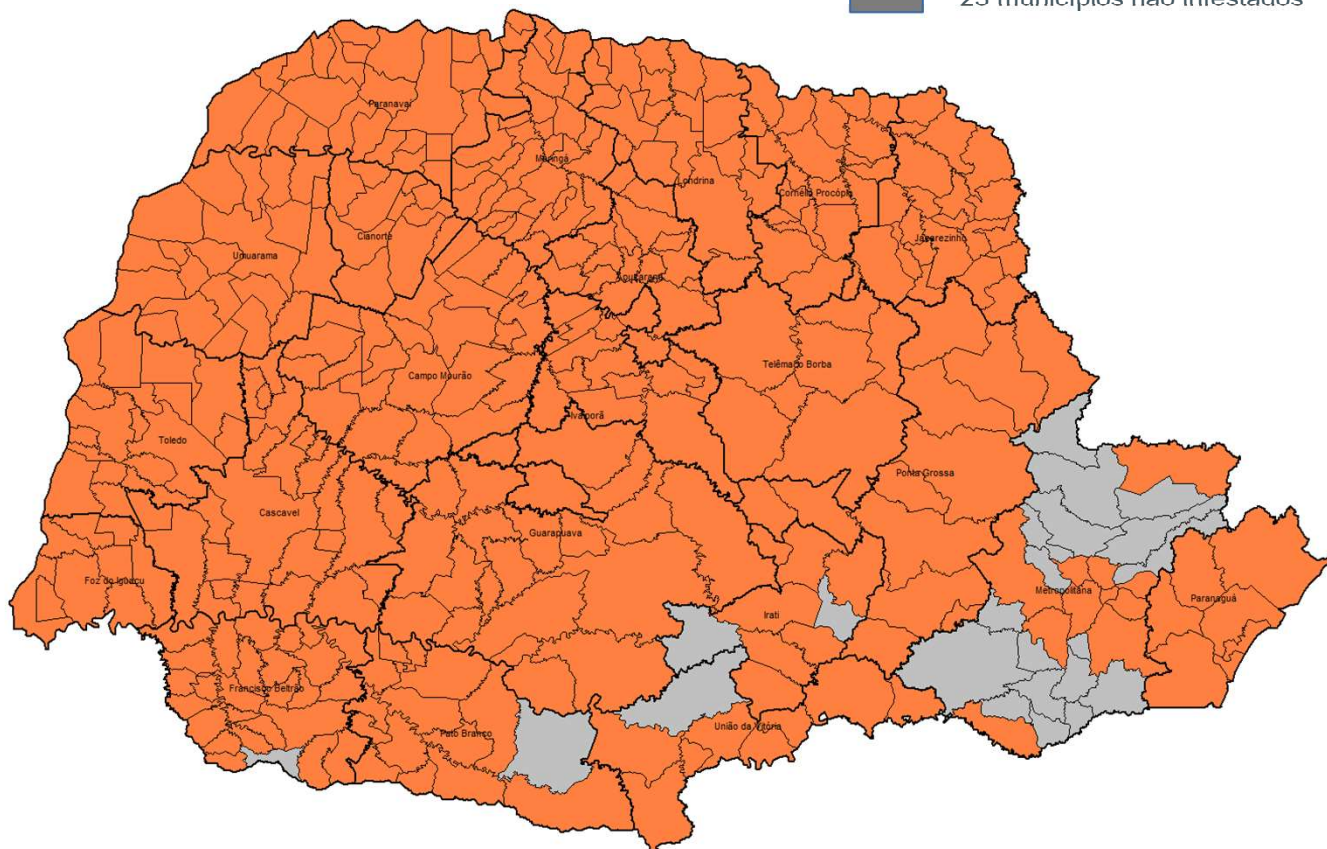 23 municípios não infestados
Paranavaí
Maringá
Londrina
Cornélio Procópio
Jacarezinho
Cianorte
Umuarama
Apucarana
Telêmaco Borba
Campo Mourão
Ivaiporã
Toledo
Ponta Grossa
Cascavel
Guarapuava
Foz do Iguaçu
Metropolitana
Paranaguá
Irati
Francisco Beltrão
Pato Branco
União da Vitória